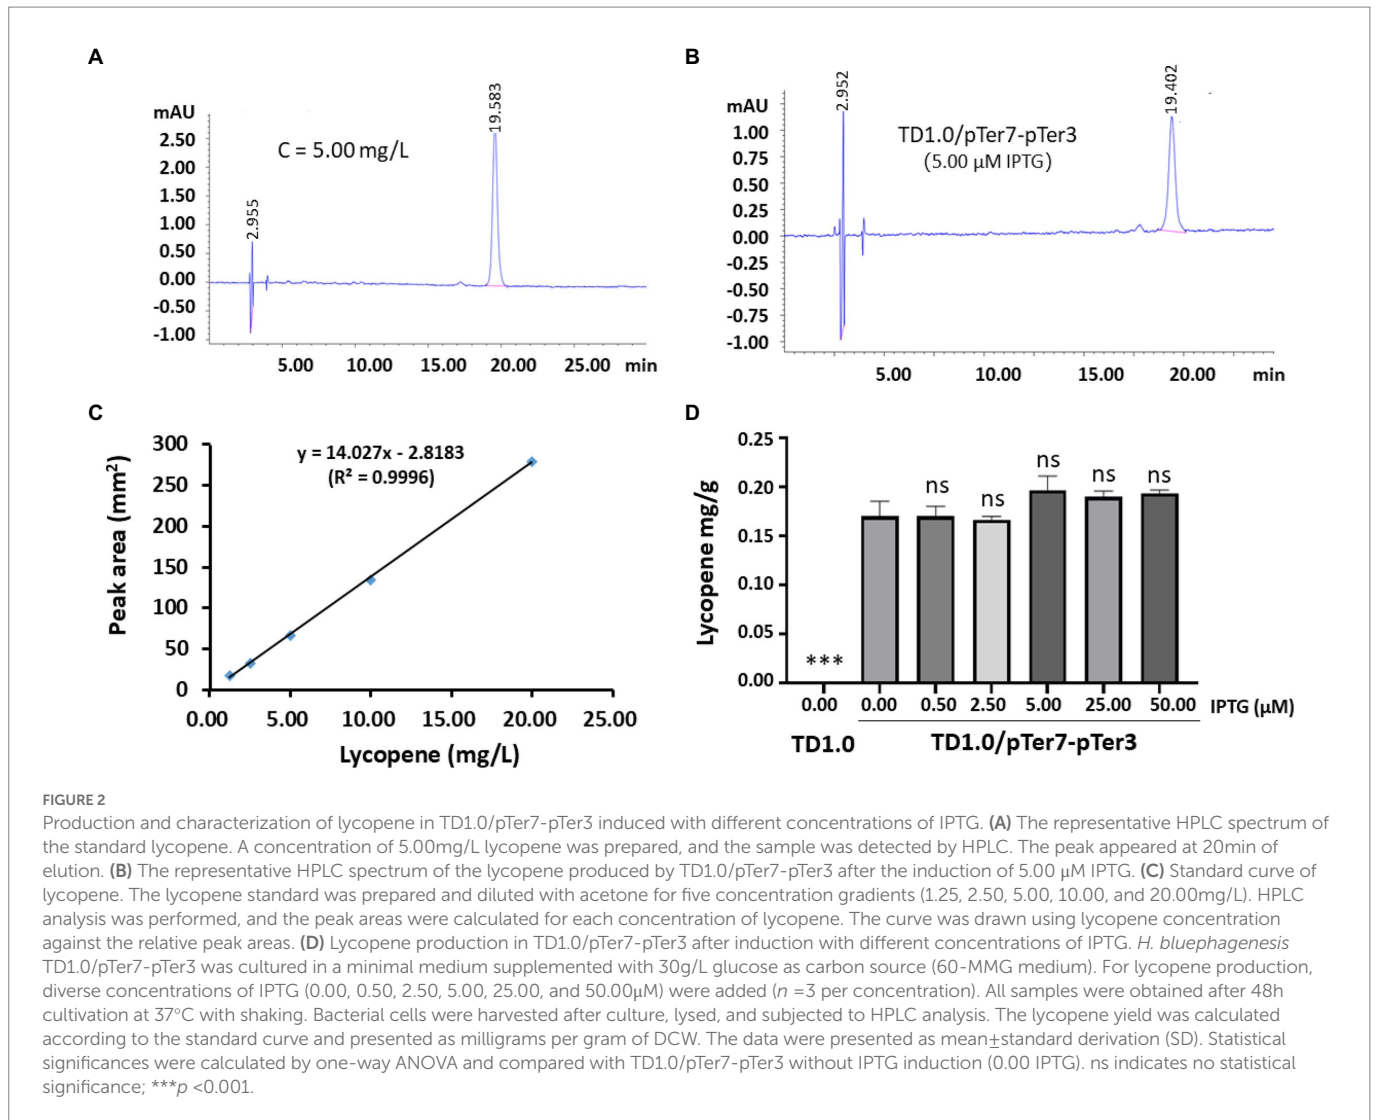 A
mAU
2.50
2.00
1.50
1.00
0.50
0.00
-0.50
-1.00
2.955
C = 5.00 mg/L
19.583
5.00 10.00 15.00 20.00 25.00 min
B
mAU
1.00
0.75
0.50
0.25
0.00
-0.25
-0.50
-0.75
-1.00
2.952
TD1.0/pTer7-pTer3
(5.00 µM IPTG)
19.402
5.00 10.00 15.00 20.00 min
C
Peak area (mm²)
300
250
200
150
100
50
0
y = 14.027x - 2.8183
(R² = 0.9996)
0.00 5.00 10.00 15.00 20.00 25.00
Lycopene (mg/L)
D
Lycopene mg/g
0.25
0.20
0.15
0.10
0.05
0.00
*** ns ns ns ns ns
0.00 0.00 0.50 2.50 5.00 25.00 50.00 IPTG (µM)
TD1.0 TD1.0/pTer7-pTer3
FIGURE 2
Production and characterization of lycopene in TD1.0/pTer7-pTer3 induced with different concentrations of IPTG. (A) The representative HPLC spectrum of
the standard lycopene. A concentration of 5.00mg/L lycopene was prepared, and the sample was detected by HPLC. The peak appeared at 20min of
elution. (B) The representative HPLC spectrum of the lycopene produced by TD1.0/pTer7-pTer3 after the induction of 5.00 µM IPTG. (C) Standard curve of
lycopene. The lycopene standard was prepared and diluted with acetone for five concentration gradients (1.25, 2.50, 5.00, 10.00, and 20.00mg/L). HPLC
analysis was performed, and the peak areas were calculated for each concentration of lycopene. The curve was drawn using lycopene concentration
against the relative peak areas. (D) Lycopene production in TD1.0/pTer7-pTer3 after induction with different concentrations of IPTG. H. bluephagenesis
TD1.0/pTer7-pTer3 was cultured in a minimal medium supplemented with 30g/L glucose as carbon source (60-MMG medium). For lycopene production,
diverse concentrations of IPTG (0.00, 0.50, 2.50, 5.00, 25.00, and 50.00µM) were added (n =3 per concentration). All samples were obtained after 48h
cultivation at 37°C with shaking. Bacterial cells were harvested after culture, lysed, and subjected to HPLC analysis. The lycopene yield was calculated
according to the standard curve and presented as milligrams per gram of DCW. The data were presented as mean±standard derivation (SD). Statistical
significances were calculated by one-way ANOVA and compared with TD1.0/pTer7-pTer3 without IPTG induction (0.00 IPTG). ns indicates no statistical
significance; ***p <0.001.